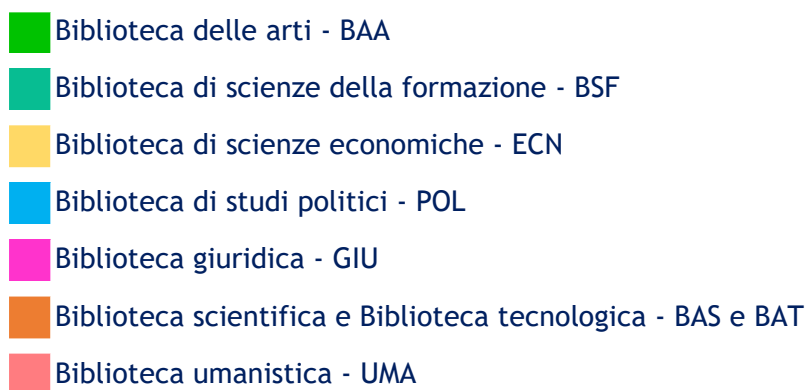 Biblioteca delle arti - BAA
Biblioteca di scienze della formazione - BSF
Biblioteca di scienze economiche - ECN
Biblioteca di studi politici - POL
Biblioteca giuridica - GIU
Biblioteca scientifica e Biblioteca tecnologica - BAS e BAT
Biblioteca umanistica - UMA